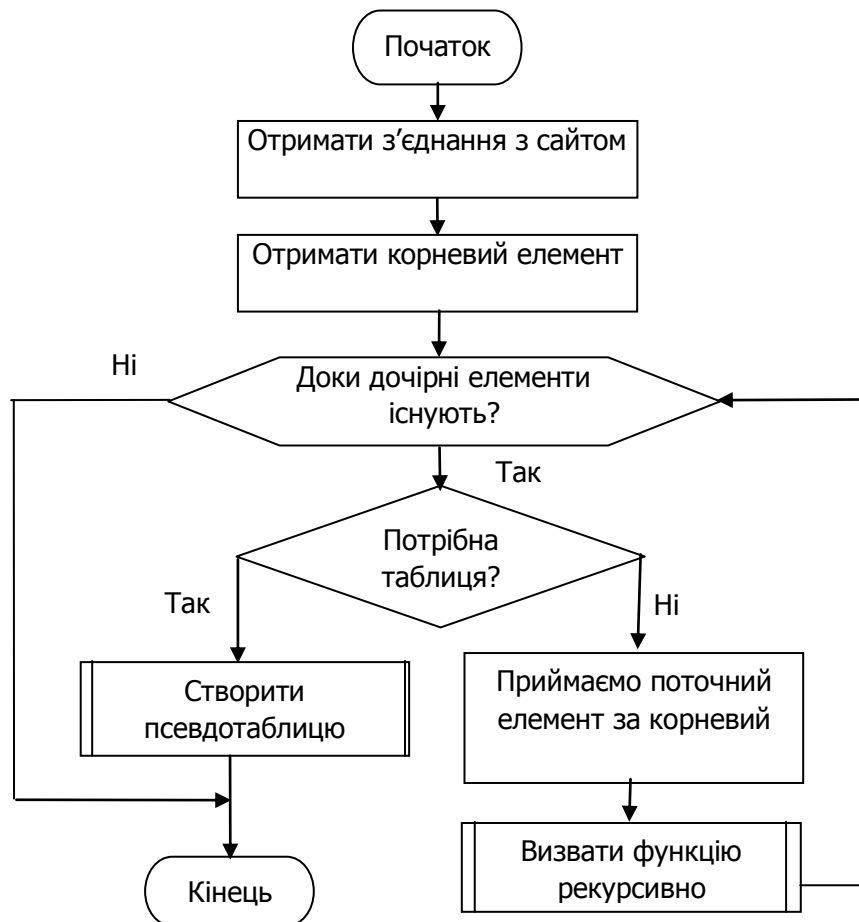 Початок
Отримати з’єднання з сайтом
Отримати корневий елемент
Ні
Доки дочірні елементи
існують?
Так
Потрібна
таблиця?
Так
Ні
Створити
псевдотаблицю
Приймаємо поточний
елемент за корневий
Визвати функцію
рекурсивно
Кінець